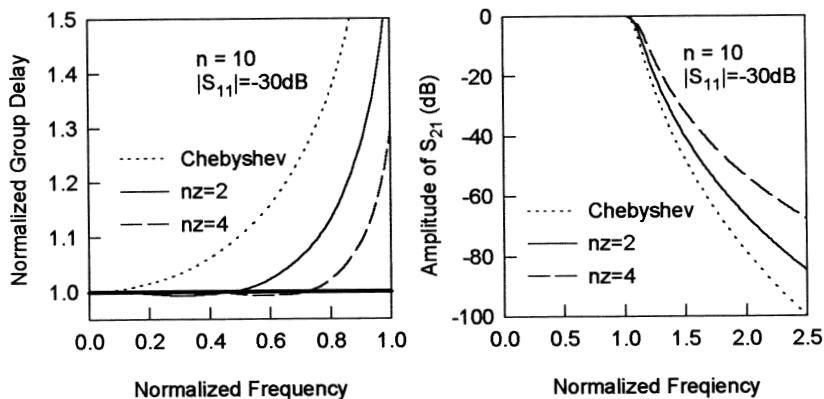 1.5
1.4
1.3
1.2
1.1
1.0
0.0 0.2 0.4 0.6 0.8 1.0
Normalized Group Delay
Normalized Frequency
n = 10
|S11|=-30dB
Chebyshev
nz=2
nz=4
0
-20
-40
-60
-80
-100
0.0 0.5 1.0 1.5 2.0 2.5
Amplitude of S21 (dB)
Normalized Freqiency
n = 10
|S11|=-30dB
Chebyshev
nz=2
nz=4